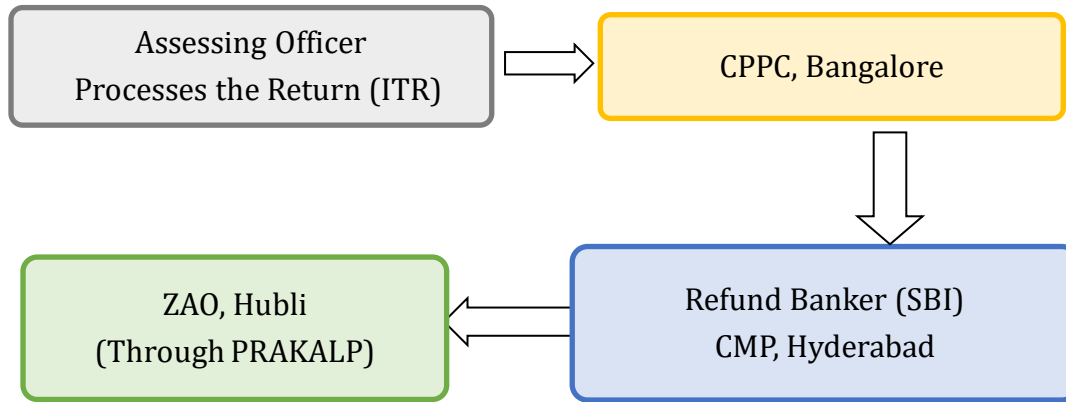 Assessing Officer
Processes the Return (ITR)
CPPC, Bangalore
Refund Banker (SBI)
CMP, Hyderabad
ZAO, Hubli
(Through PRAKALP)